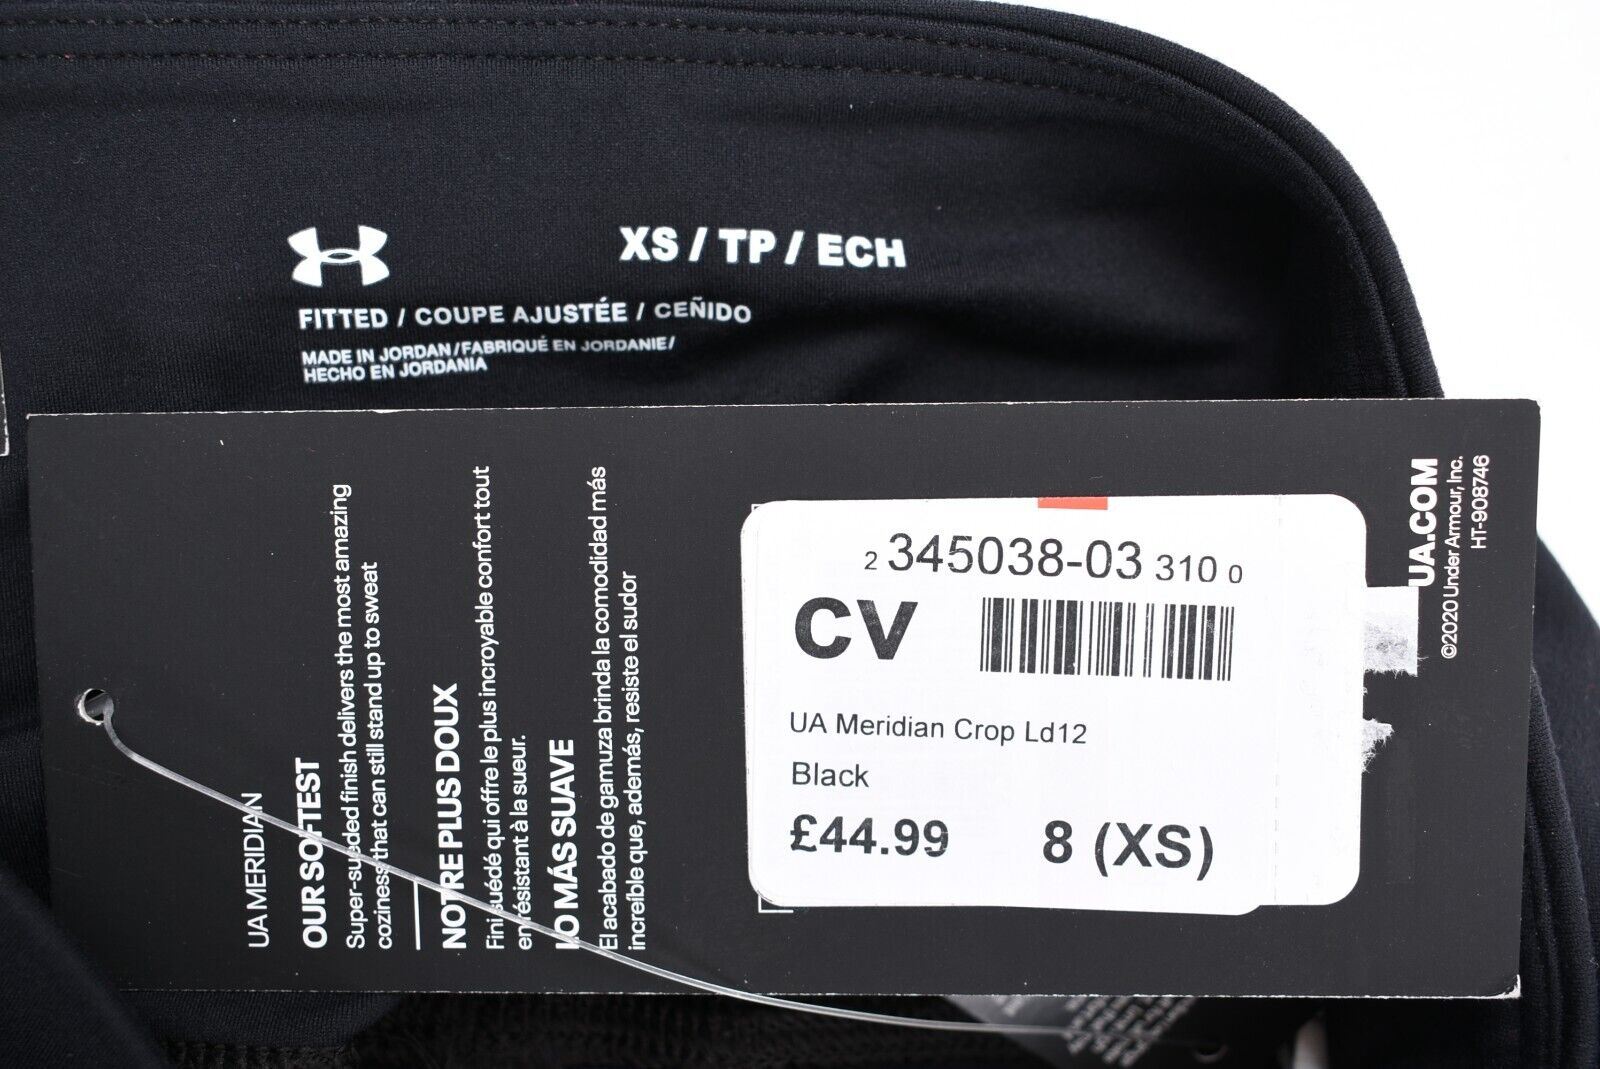 XS / TP / ECH
FITTED / COUPE AJUSTÉE / CEÑIDO
MADE IN JORDAN/FABRIQUÉ EN JORDANIE/
HECHO EN JORDANIA
UA MERIDIAN
OUR SOFTEST
Super-sueded finish delivers the most amazing
coziness that can still stand up to sweat
NOTRE PLUS DOUX
Fini suédé qui offre le plus incroyable confort tout
en résistant à la sueur.
LO MÁS SUAVE
El acabado de gamuza brinda la comodidad más
increíble que, además, resiste el sudor
2 345038-03 310 0
CV
UA Meridian Crop Ld12
Black
£44.99 8 (XS)
UA.COM
©2020 Under Armour, Inc.
HT-908746